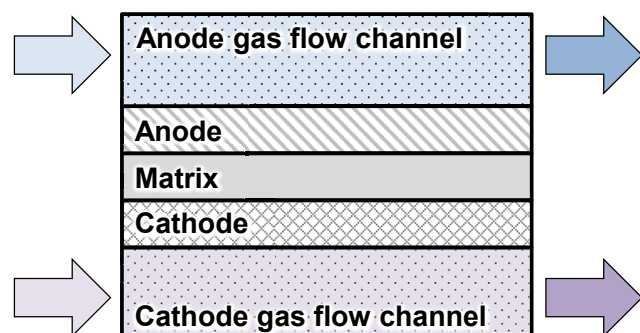 Anode gas flow channel
Anode
Matrix
Cathode
Cathode gas flow channel